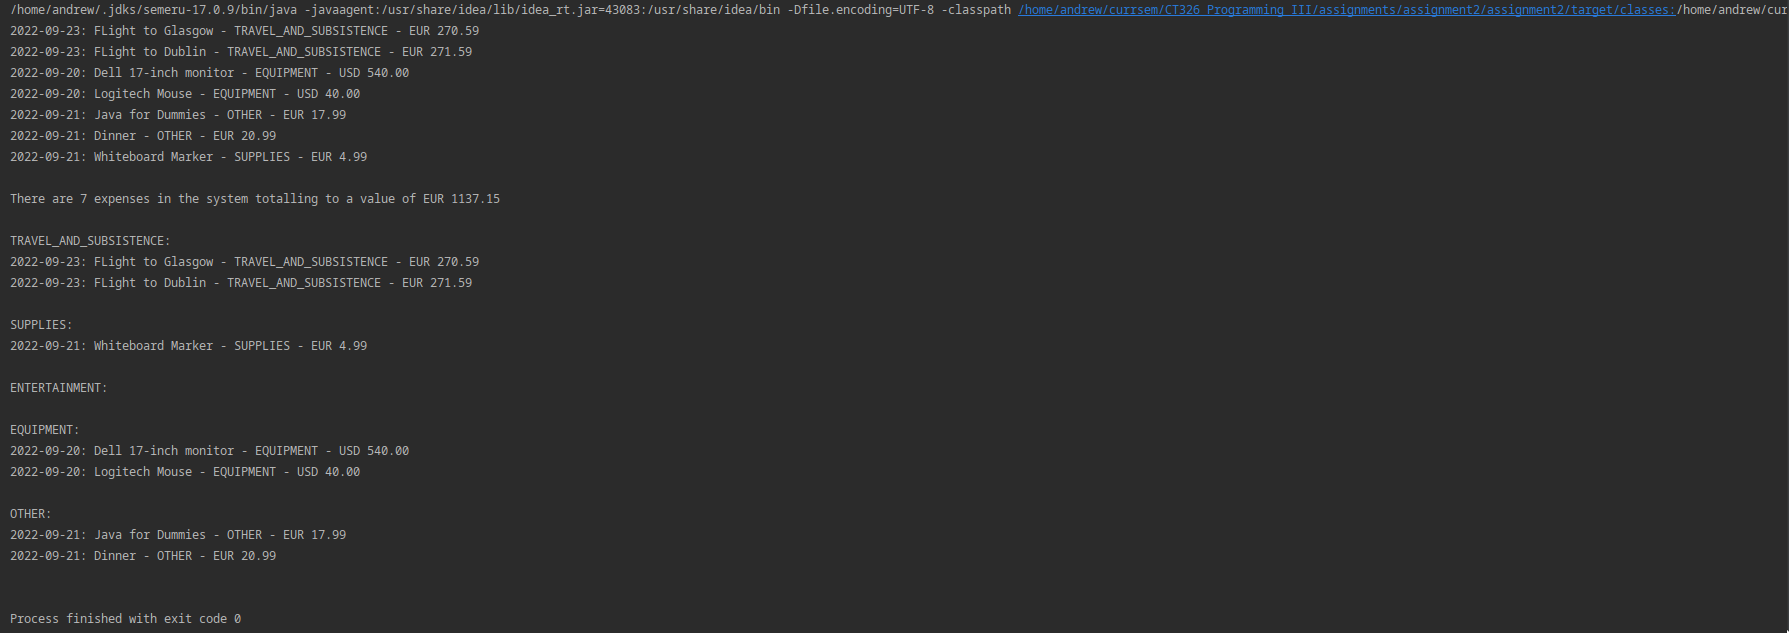 /home/andrew/.jdks/semeru-17.0.9/bin/java -javaagent:/usr/share/idea/lib/idea_rt.jar=43083:/usr/share/idea/bin -Dfile.encoding=UTF-8 -classpath /home/andrew/currsem/CT326 Programming III/assignments/assignment2/assignment2/target/classes:/home/andrew/cur
2022-09-23: FLight to Glasgow - TRAVEL_AND_SUBSISTENCE - EUR 270.59
2022-09-23: FLight to Dublin - TRAVEL_AND_SUBSISTENCE - EUR 271.59
2022-09-20: Dell 17-inch monitor - EQUIPMENT - USD 540.00
2022-09-20: Logitech Mouse - EQUIPMENT - USD 40.00
2022-09-21: Java for Dummies - OTHER - EUR 17.99
2022-09-21: Dinner - OTHER - EUR 20.99
2022-09-21: Whiteboard Marker - SUPPLIES - EUR 4.99
There are 7 expenses in the system totalling to a value of EUR 1137.15
TRAVEL_AND_SUBSISTENCE:
2022-09-23: FLight to Glasgow - TRAVEL_AND_SUBSISTENCE - EUR 270.59
2022-09-23: FLight to Dublin - TRAVEL_AND_SUBSISTENCE - EUR 271.59
SUPPLIES:
2022-09-21: Whiteboard Marker - SUPPLIES - EUR 4.99
ENTERTAINMENT:
EQUIPMENT:
2022-09-20: Dell 17-inch monitor - EQUIPMENT - USD 540.00
2022-09-20: Logitech Mouse - EQUIPMENT - USD 40.00
OTHER:
2022-09-21: Java for Dummies - OTHER - EUR 17.99
2022-09-21: Dinner - OTHER - EUR 20.99
Process finished with exit code 0